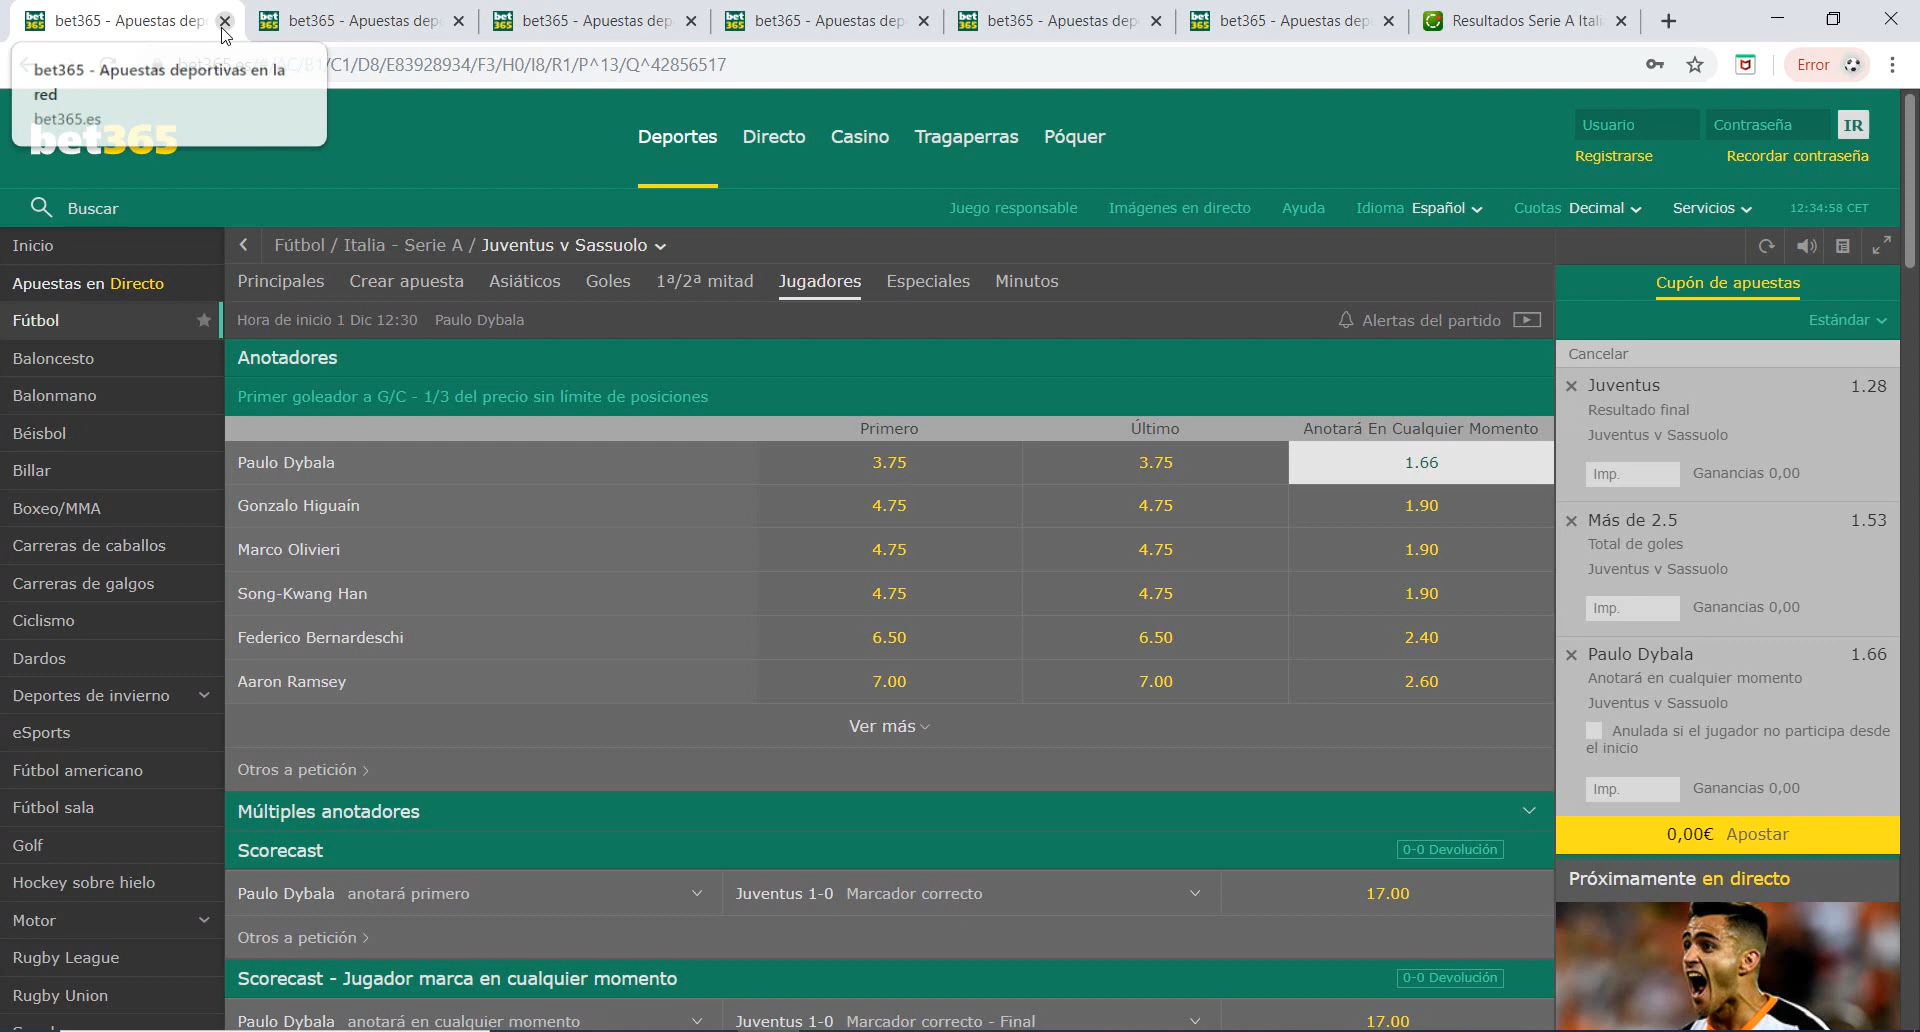 bet365 - Apuestas dep
bet365 - Apuestas dep
bet365 - Apuestas dep
bet365 - Apuestas dep
bet365 - Apuestas dep
bet365 - Apuestas dep
Resultados Serie A Itali
bet365 - Apuestas deportivas en la
red
bet365.es
/C1/D8/E83928934/F3/H0/I8/R1/P^13/Q^42856517
Error
bet365
Deportes
Directo
Casino
Tragaperras
Póquer
Usuario
Contraseña
IR
Registrarse
Recordar contraseña
Buscar
Juego responsable
Imágenes en directo
Ayuda
Idioma Español
Cuotas Decimal
Servicios
12:34:58 CET
Inicio
Apuestas en Directo
Fútbol
Baloncesto
Balonmano
Béisbol
Billar
Boxeo/MMA
Carreras de caballos
Carreras de galgos
Ciclismo
Dardos
Deportes de invierno
eSports
Fútbol americano
Fútbol sala
Golf
Hockey sobre hielo
Motor
Rugby League
Rugby Union
Fútbol / Italia - Serie A / Juventus v Sassuolo
Principales
Crear apuesta
Asiáticos
Goles
1ª/2ª mitad
Jugadores
Especiales
Minutos
Hora de inicio 1 Dic 12:30 Paulo Dybala
Alertas del partido
Anotadores
Primer goleador a G/C - 1/3 del precio sin límite de posiciones
Primero Último Anotará En Cualquier Momento
Paulo Dybala 3.75 3.75 1.66
Gonzalo Higuaín 4.75 4.75 1.90
Marco Olivieri 4.75 4.75 1.90
Song-Kwang Han 4.75 4.75 1.90
Federico Bernardeschi 6.50 6.50 2.40
Aaron Ramsey 7.00 7.00 2.60
Ver más
Otros a petición >
Múltiples anotadores
Scorecast 0-0 Devolución
Paulo Dybala anotará primero Juventus 1-0 Marcador correcto 17.00
Otros a petición >
Scorecast - Jugador marca en cualquier momento 0-0 Devolución
Paulo Dybala anotará en cualquier momento Juventus 1-0 Marcador correcto - Final 17.00
Cupón de apuestas
Estándar
Cancelar
Juventus 1.28
Resultado final
Juventus v Sassuolo
Imp. Ganancias 0,00
Más de 2.5 1.53
Total de goles
Juventus v Sassuolo
Imp. Ganancias 0,00
Paulo Dybala 1.66
Anotará en cualquier momento
Juventus v Sassuolo
Anulada si el jugador no participa desde
el inicio
Imp. Ganancias 0,00
0,00€ Apostar
Próximamente en directo